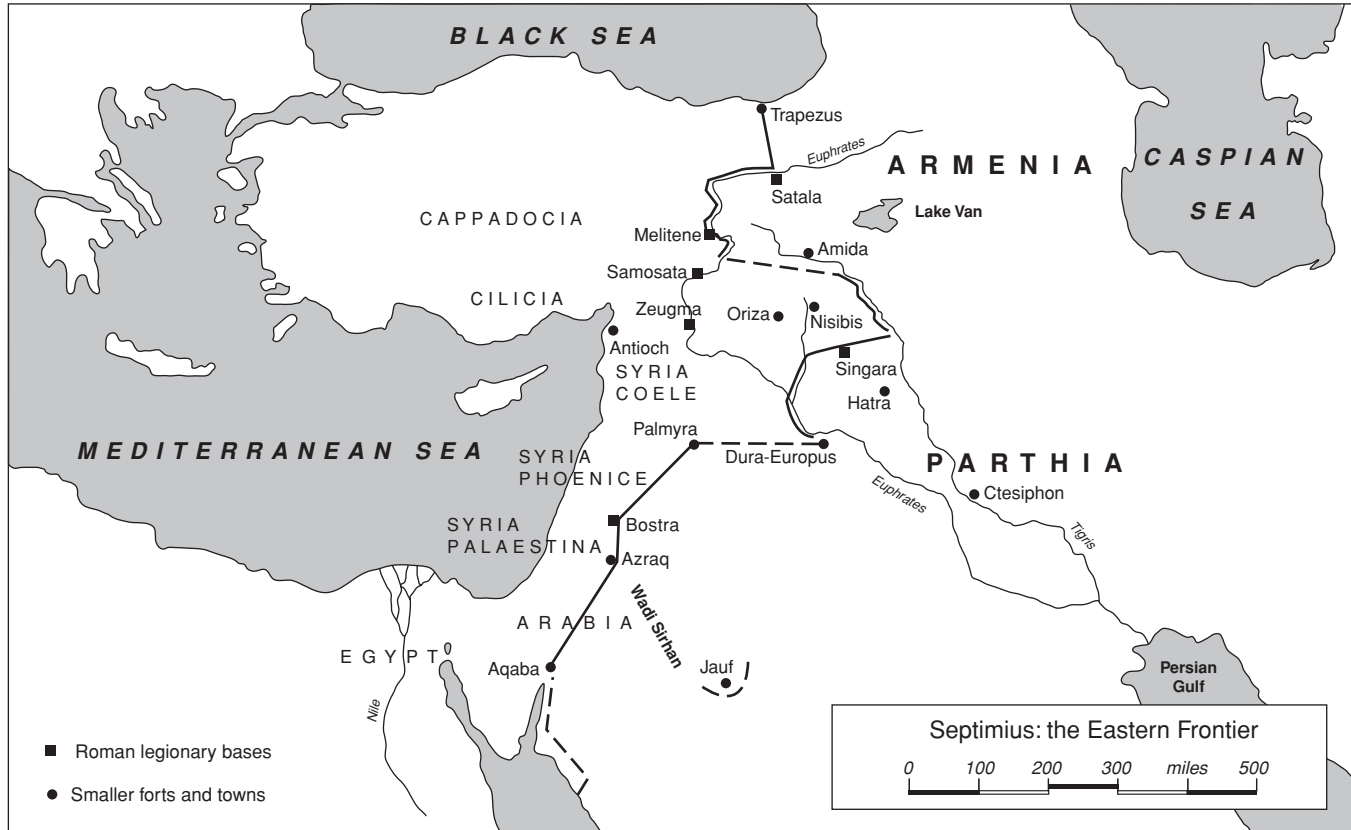 BLACK SEA
Trapezus
Euphrates
ARMENIA
CASPIAN
SEA
Satala
Lake Van
CAPPADOCIA
Melitene
Amida
Samosata
CILICIA
Zeugma
Oriza
Nisibis
Antioch
SYRIA
COELE
Singara
Hatra
Palmyra
MEDITERRANEAN SEA
SYRIA
PHOENICE
Dura-Europus
PARTHIA
Ctesiphon
Euphrates
Tigris
SYRIA
PALAESTINA
Bostra
Azraq
Wadi Sirhan
ARABIA
EGYPT
Aqaba
Jauf
Nile
Persian
Gulf
Septimius: the Eastern Frontier
0 100 200 300 miles 500
Roman legionary bases
Smaller forts and towns